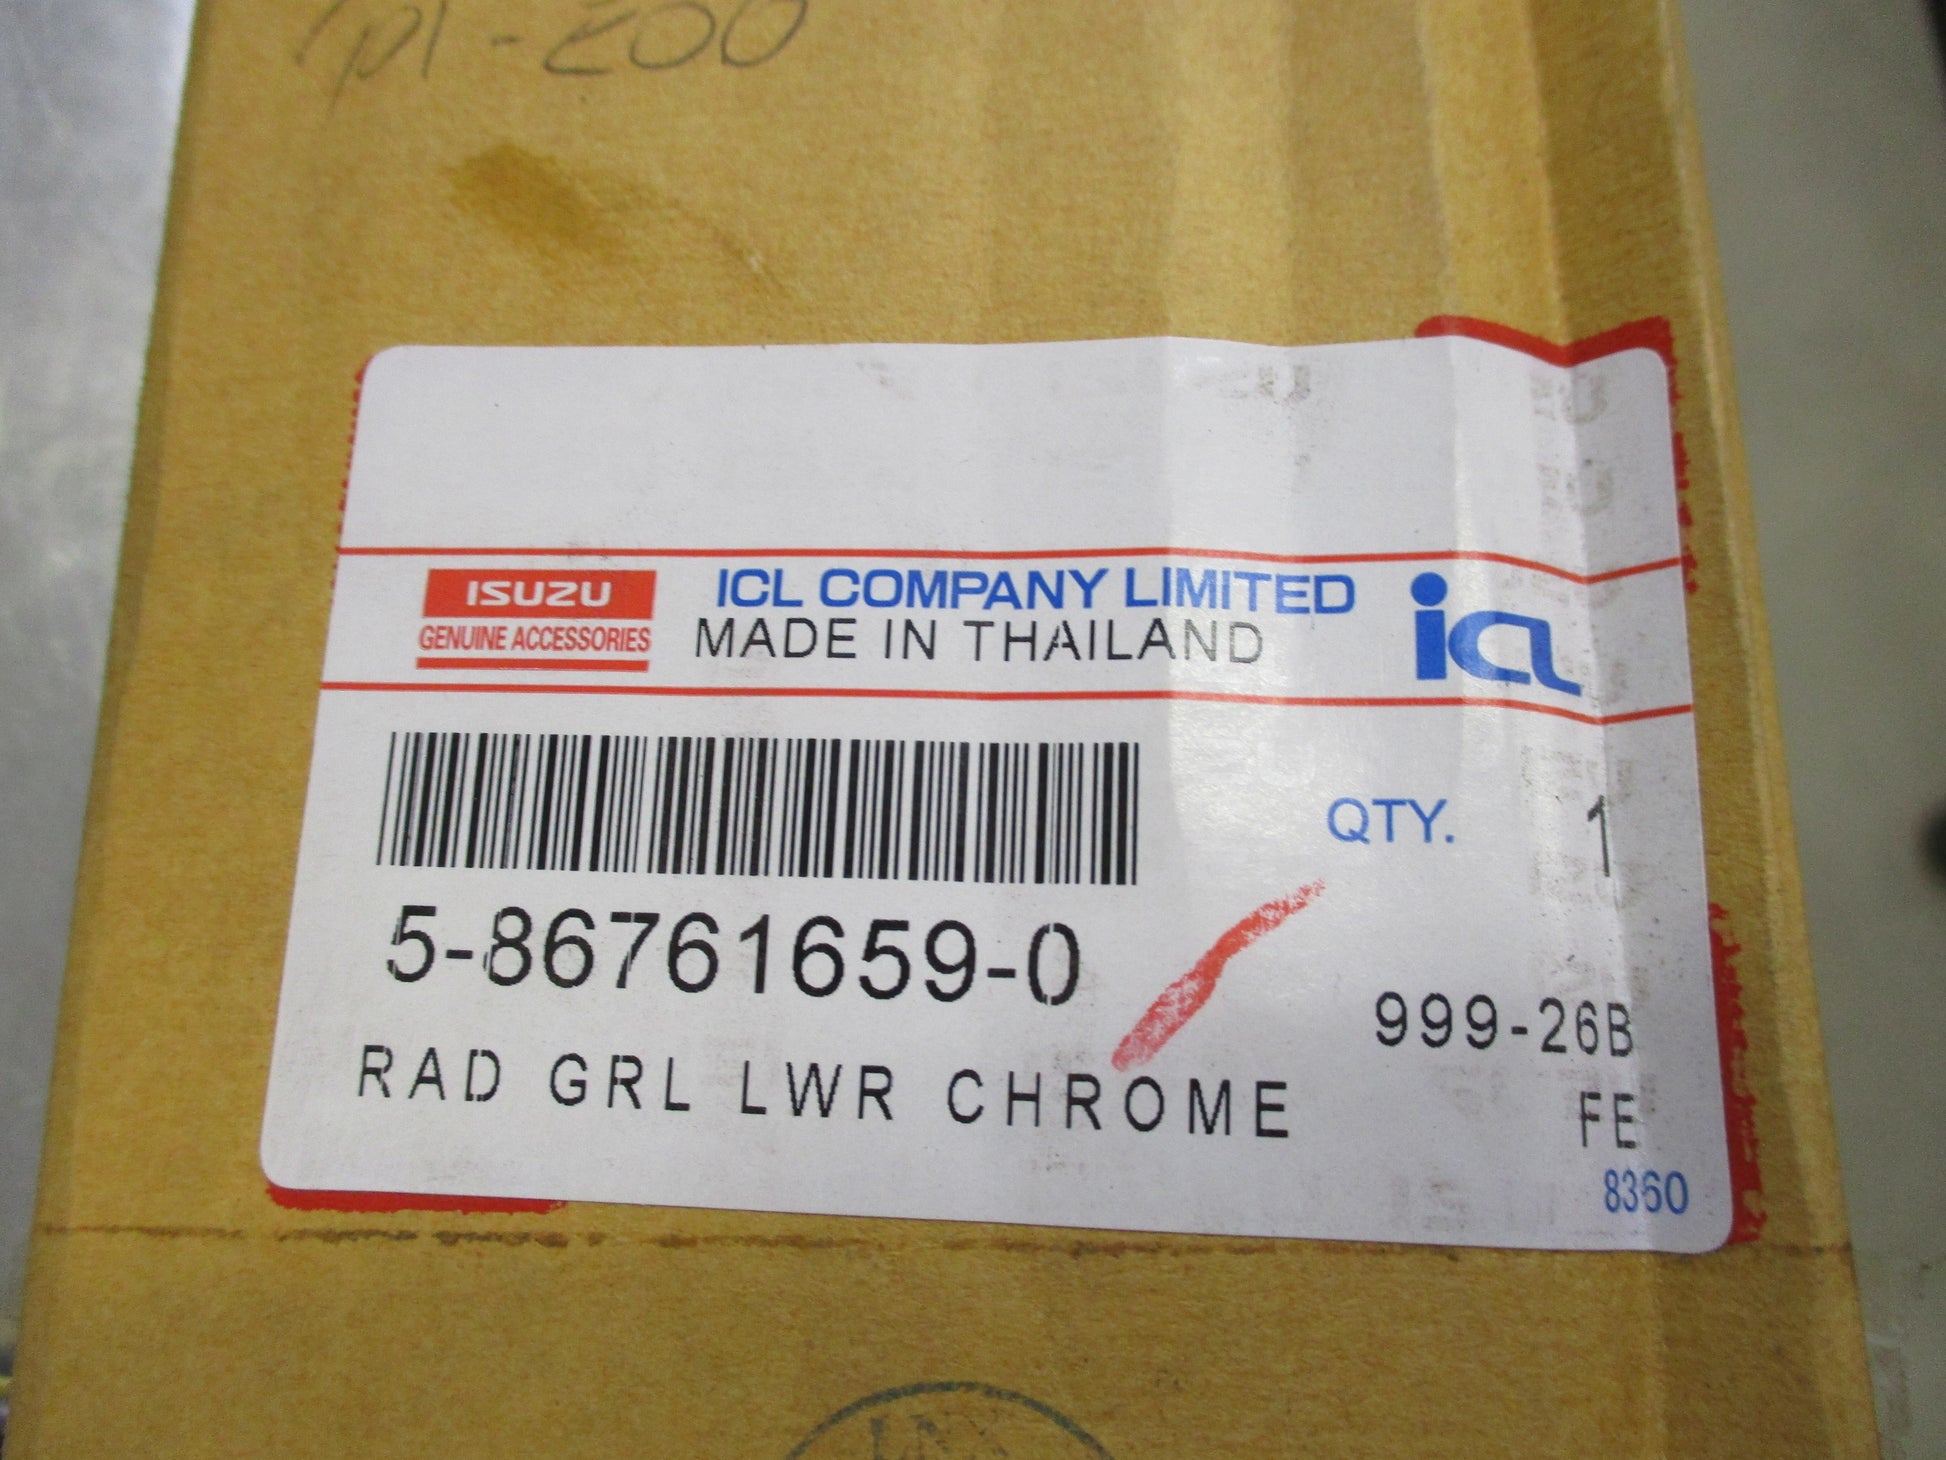 ISUZU
GENUINE ACCESSORIES
ICL COMPANY LIMITED
MADE IN THAILAND
icl
QTY. 1
5-86761659-0
999-26B
RAD GRL LWR CHROME
FE
8360